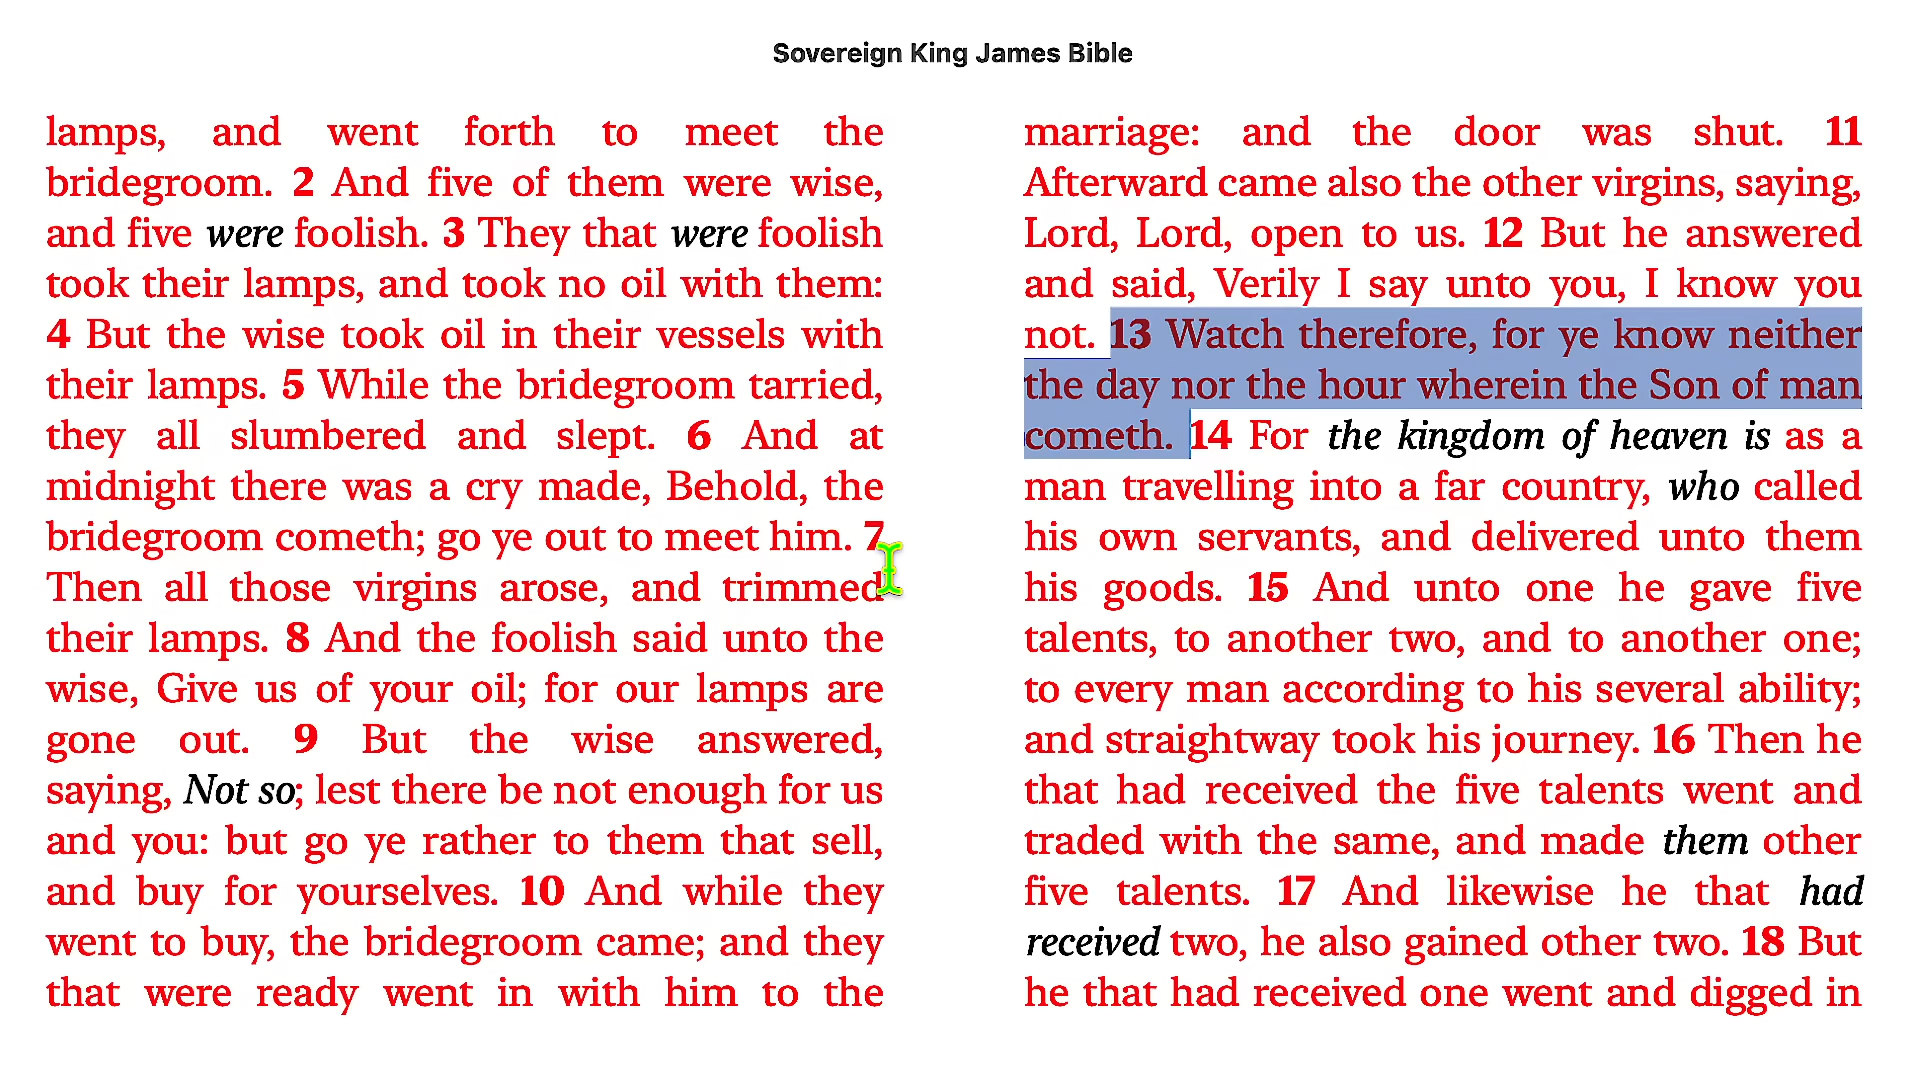 Sovereign King James Bible
lamps, and went forth to meet the
bridegroom. 2 And five of them were wise,
and five were foolish. 3 They that were foolish
took their lamps, and took no oil with them:
4 But the wise took oil in their vessels with
their lamps. 5 While the bridegroom tarried,
they all slumbered and slept. 6 And at
midnight there was a cry made, Behold, the
bridegroom cometh; go ye out to meet him. 7
Then all those virgins arose, and trimmed
their lamps. 8 And the foolish said unto the
wise, Give us of your oil; for our lamps are
gone out. 9 But the wise answered,
saying, Not so; lest there be not enough for us
and you: but go ye rather to them that sell,
and buy for yourselves. 10 And while they
went to buy, the bridegroom came; and they
that were ready went in with him to the
marriage: and the door was shut. 11
Afterward came also the other virgins, saying,
Lord, Lord, open to us. 12 But he answered
and said, Verily I say unto you, I know you
not. 13 Watch therefore, for ye know neither
the day nor the hour wherein the Son of man
cometh. 14 For the kingdom of heaven is as a
man travelling into a far country, who called
his own servants, and delivered unto them
his goods. 15 And unto one he gave five
talents, to another two, and to another one;
to every man according to his several ability;
and straightway took his journey. 16 Then he
that had received the five talents went and
traded with the same, and made them other
five talents. 17 And likewise he that had
received two, he also gained other two. 18 But
he that had received one went and digged in